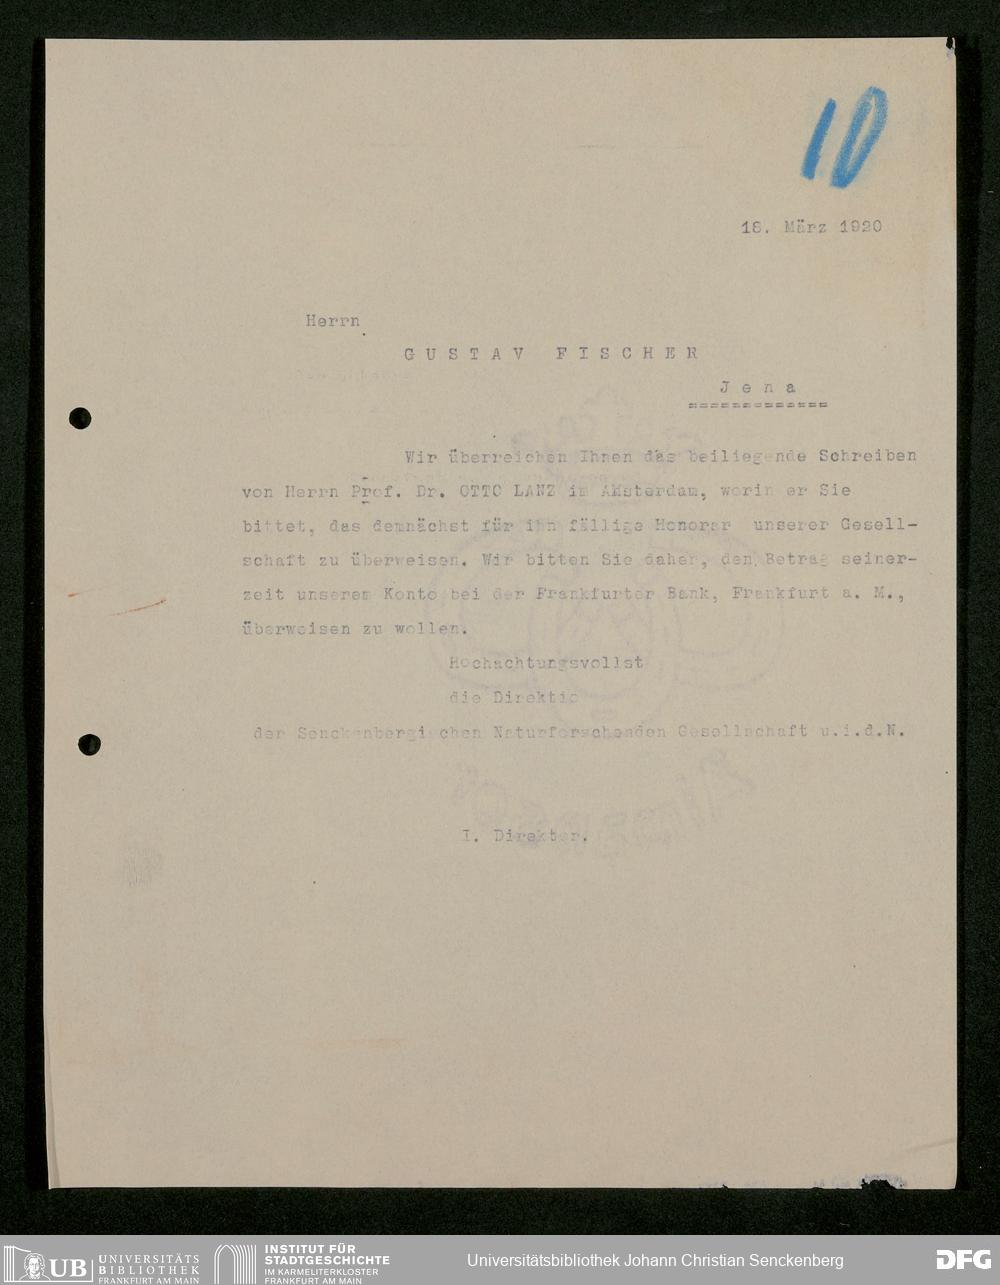 10
18. März 1920
Herrn
GUSTAV FISCHER
Jena
Wir überreichen Ihnen das beiliegende Schreiben
von Herrn Prof. Dr. OTTO LANZ in Amsterdam, worin er Sie
bittet, das demnächst für ihn fällige Honorar unserer Gesell-
schaft zu überweisen. Wir bitten Sie daher, den Betrag seiner-
zeit unserem Konto bei der Frankfurter Bank, Frankfurt a. M.,
überweisen zu wollen.
Hochachtungsvollst
die Direktio
der Senckenbergischen Naturforschenden Gesellschaft u.i.d.N.
I. Direktor.
UB UNIVERSITÄTS
BIBLIOTHEK
FRANKFURT AM MAIN
INSTITUT FÜR
STADTGESCHICHTE
IM KARMELITERKLOSTER
FRANKFURT AM MAIN
Universitätsbibliothek Johann Christian Senckenberg
DFG